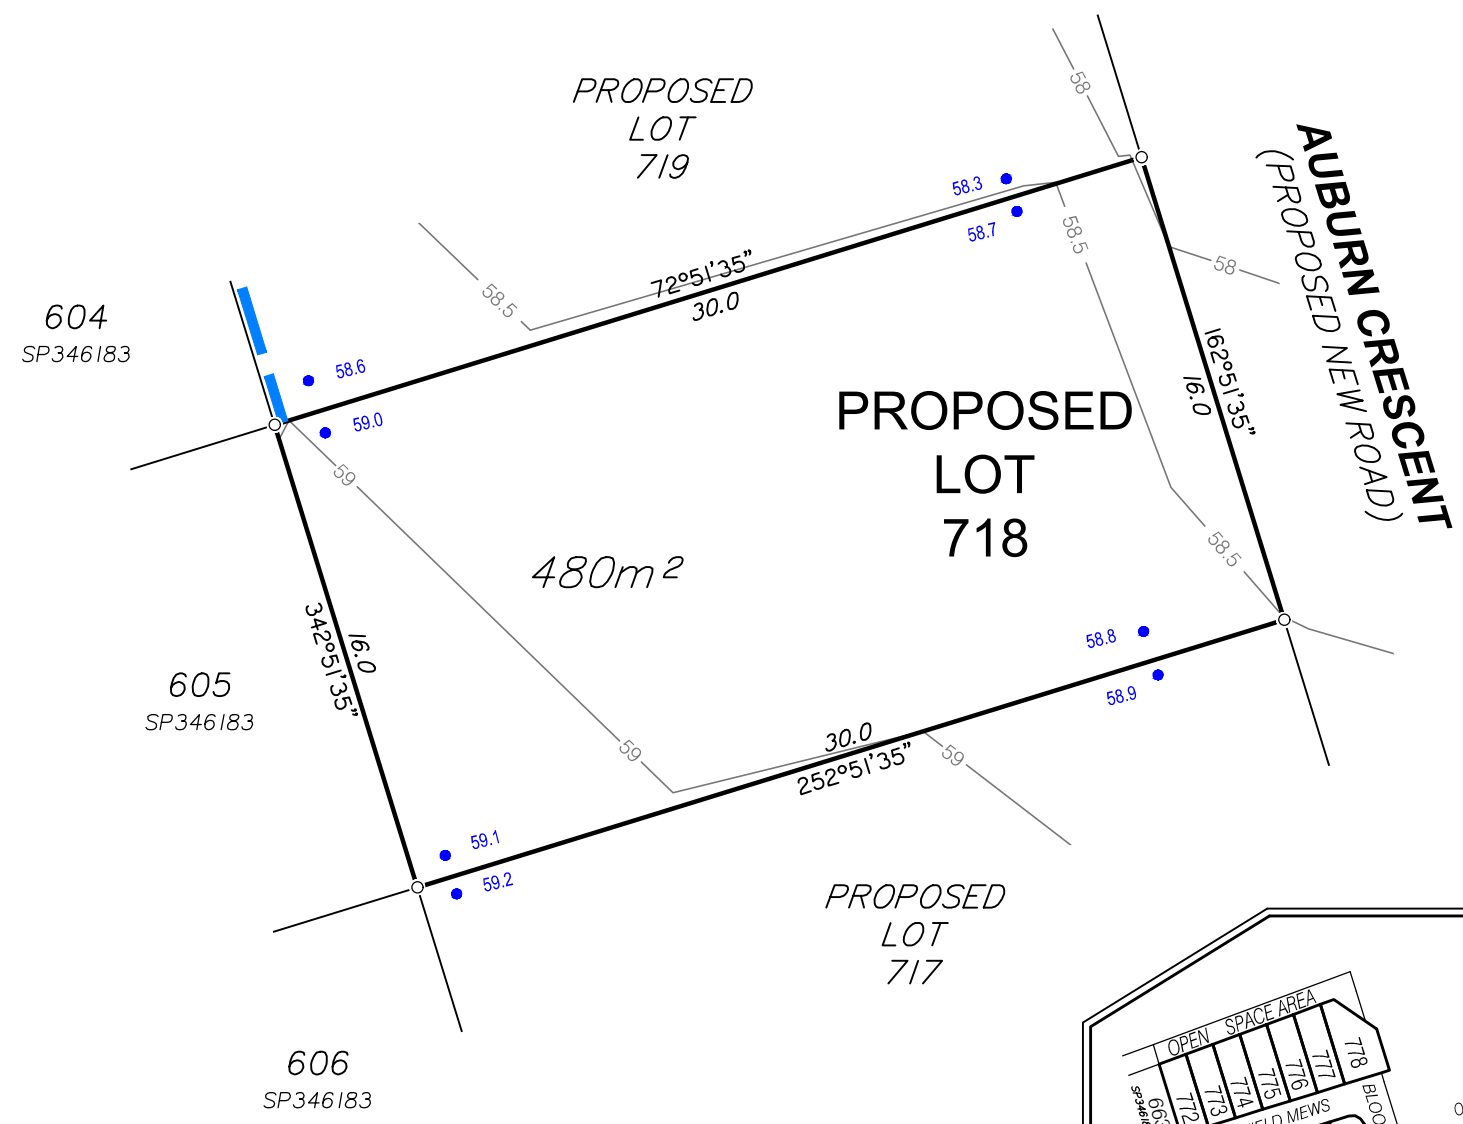 58
PROPOSED
LOT
719
AUBURN CRESCENT
(PROPOSED NEW ROAD)
58.3
58.7
58.5
58
72°51'35"
30.0
58.5
604
SP346183
58.6
59.0
162°51'35"
16.0
PROPOSED
LOT
718
59
480m²
58.5
342°51'35"
16.0
58.8
58.9
605
SP346183
30.0
252°51'35"
59
59
59.1
59.2
PROPOSED
LOT
717
606
SP346183
OPEN SPACE AREA
778
777
776
775
774
773
772
MEWS